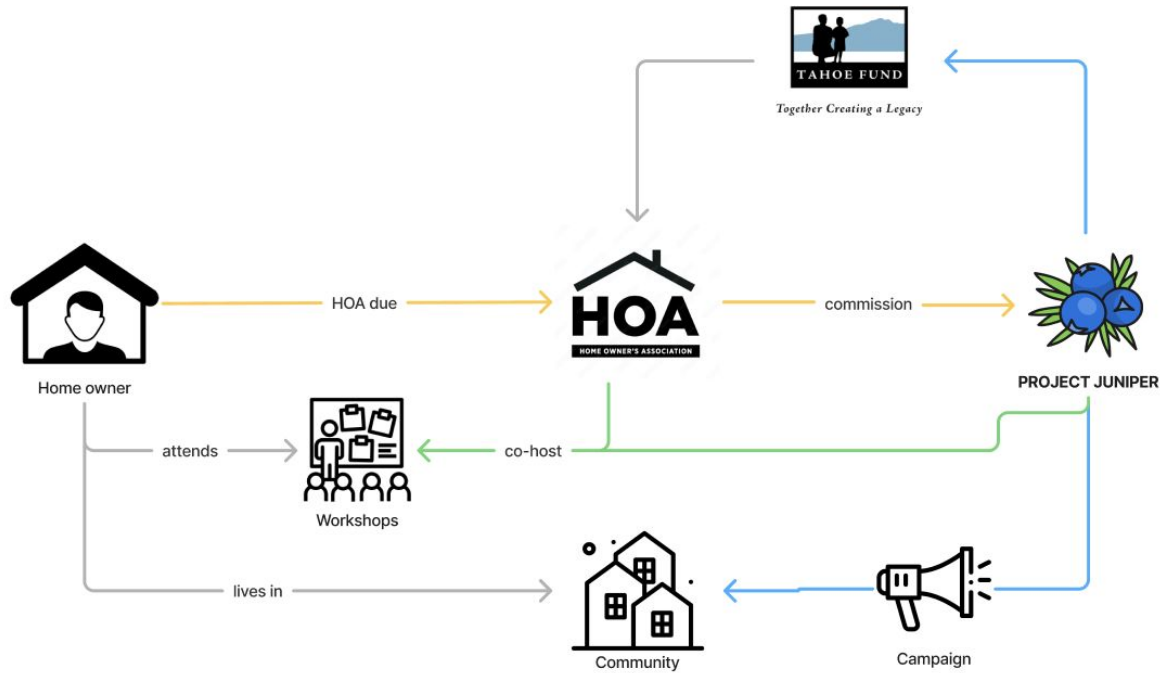 TAHOE FUND
Together Creating a Legacy
HOA due
HOA
HOME OWNER'S ASSOCIATION
commission
Home owner
PROJECT JUNIPER
attends
co-host
Workshops
lives in
Community
Campaign